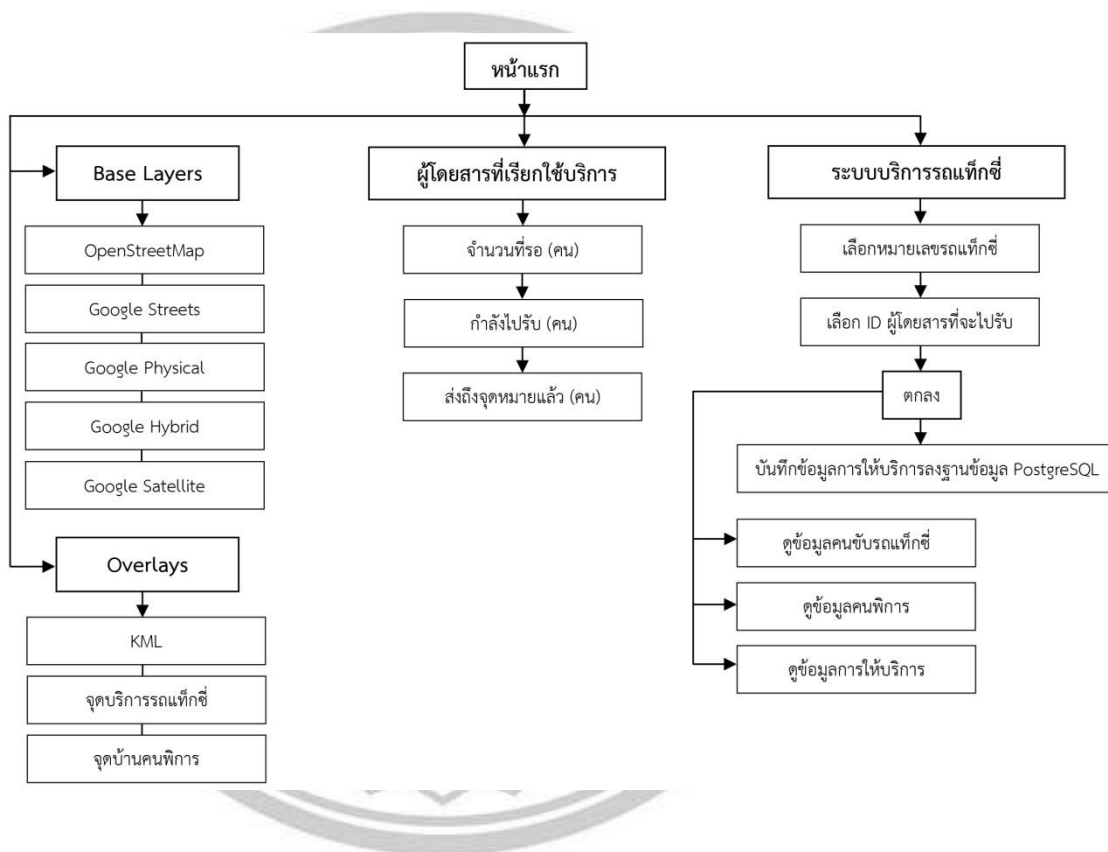 หน้าแรก
Base Layers
OpenStreetMap
Google Streets
Google Physical
Google Hybrid
Google Satellite
Overlays
KML
จุดบริการรถแท็กซี่
จุดบ้านคนพิการ
ผู้โดยสารที่เรียกใช้บริการ
จำนวนที่รอ (คน)
กำลังไปรับ (คน)
ส่งถึงจุดหมายแล้ว (คน)
ระบบบริการรถแท็กซี่
เลือกหมายเลขรถแท็กซี่
เลือก ID ผู้โดยสารที่จะไปรับ
ตกลง
บันทึกข้อมูลการให้บริการลงฐานข้อมูล PostgreSQL
ดูข้อมูลคนขับรถแท็กซี่
ดูข้อมูลคนพิการ
ดูข้อมูลการให้บริการ